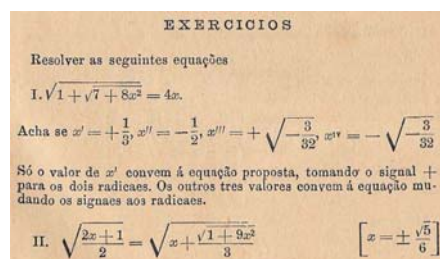 EXERCICIOS
Resolver as seguintes equações
I. √(1 + √(7 + 8x²)) = 4x.
Acha se x' = + 1/3, x'' = − 1/2, x''' = + √(− 3/32), xᴵⱽ = − √(− 3/32)
Só o valor de x' convem á equação proposta, tomando o signal +
para os dois radicaes. Os outros tres valores convem á equação mu-
dando os signaes aos radicaes.
II. √((2x + 1)/2) = √(x + √(1 + 9x²)/3) [x = ± √5/6]